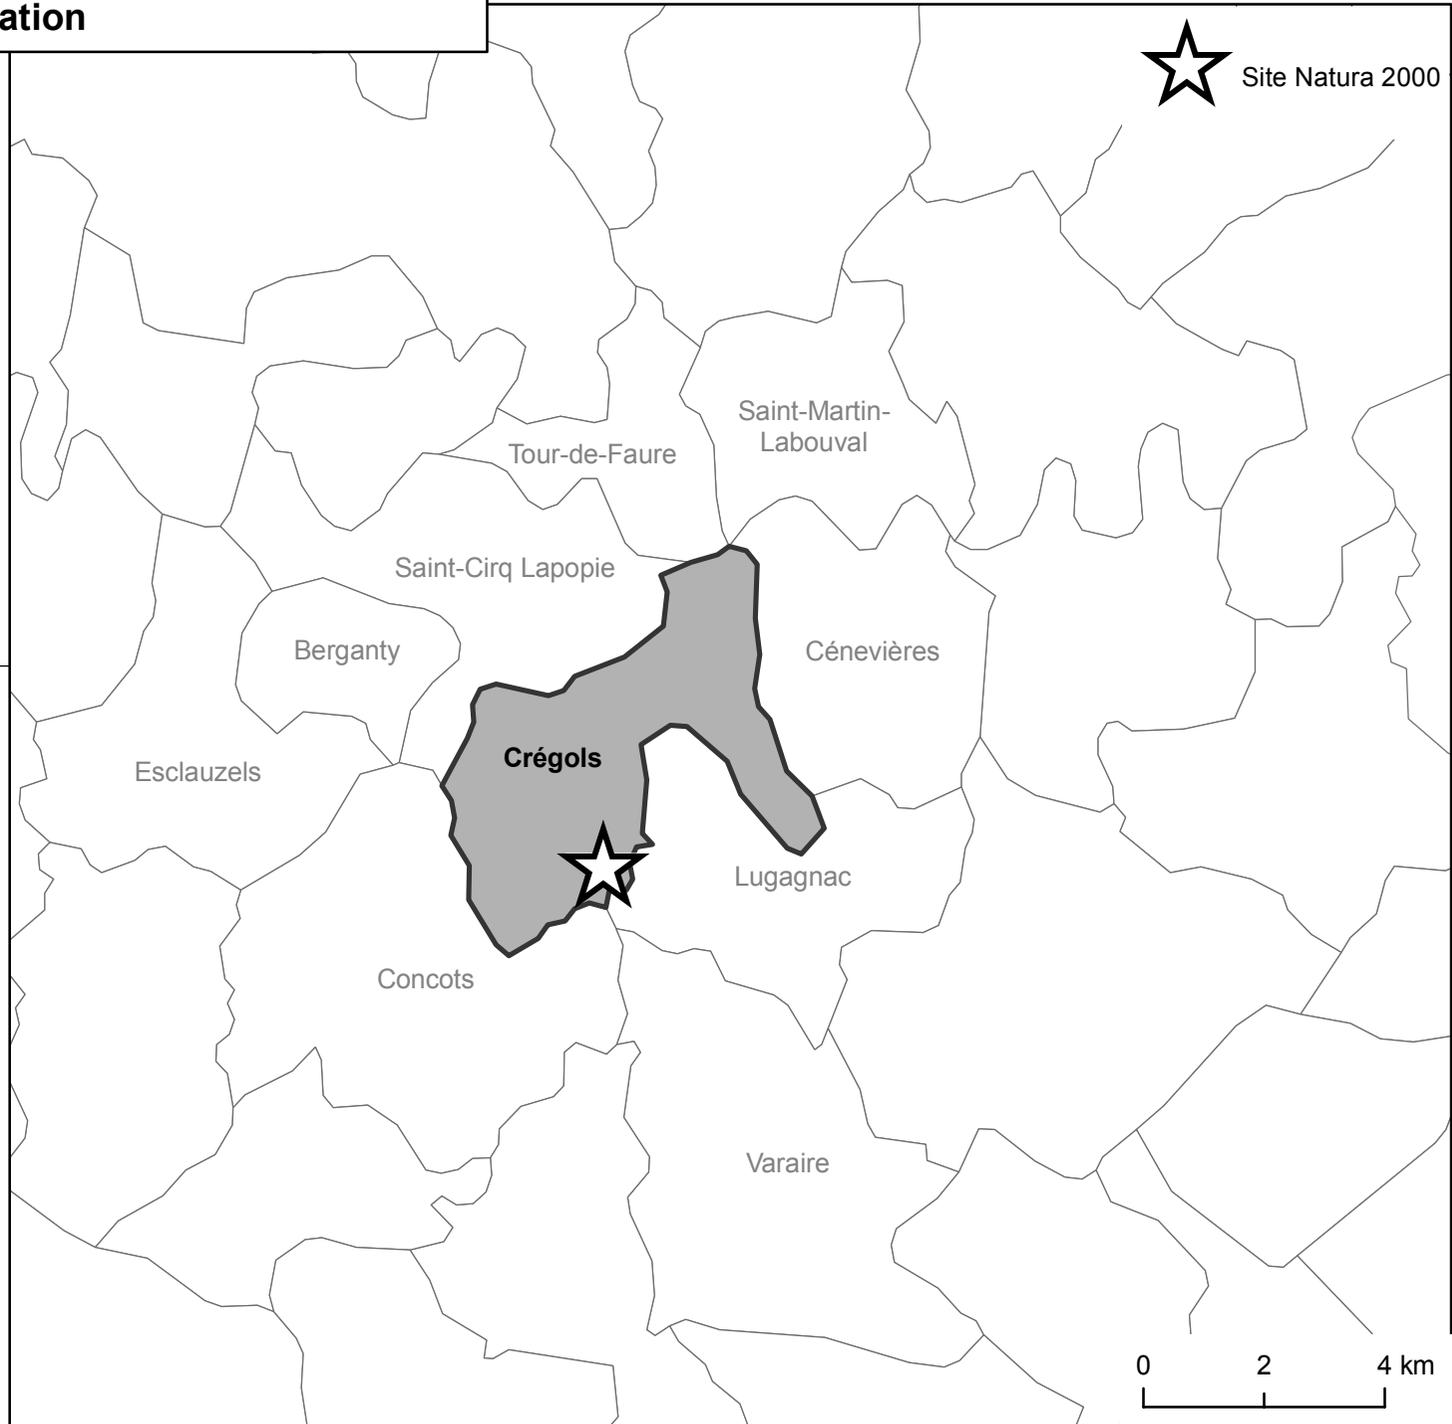 ation
Site Natura 2000
Saint-Martin-
Labouval
Tour-de-Faure
Saint-Cirq Lapopie
Berganty
Cénevières
Crégols
Esclauzels
Lugagnac
Concots
Varaire
0 2 4 km